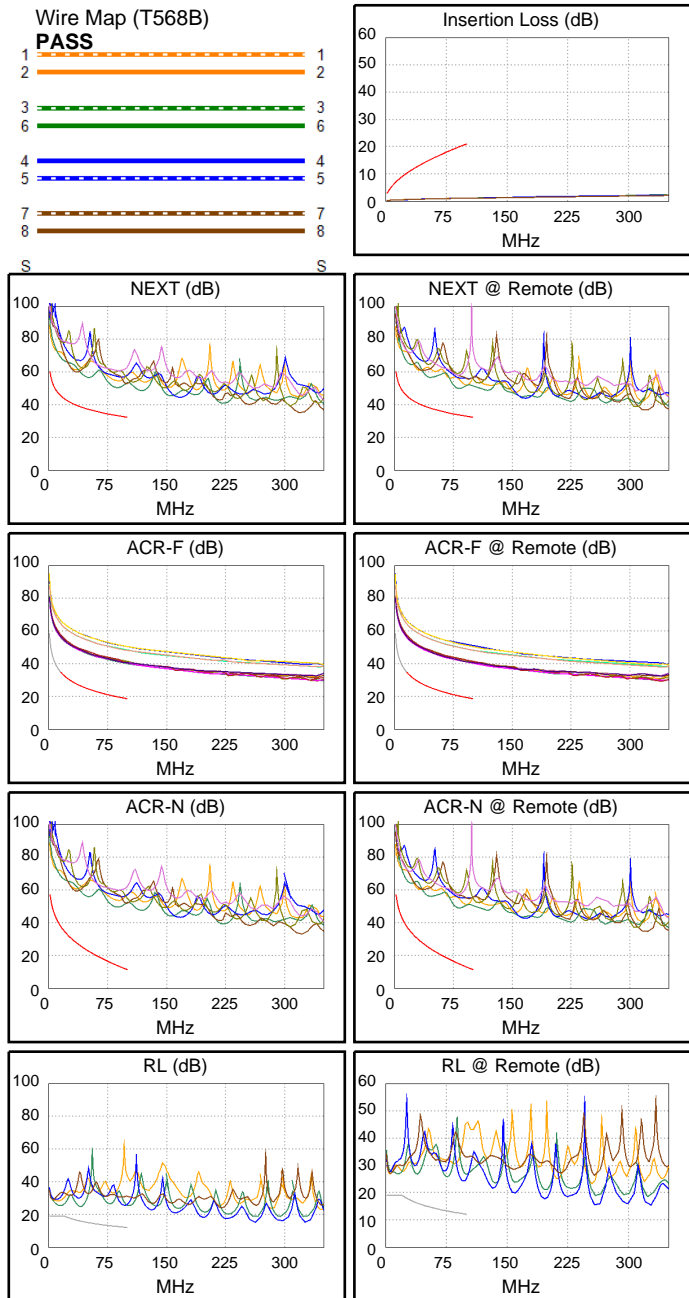 Wire Map (T568B)
PASS
1 1
2 2
3 3
6 6
4 4
5 5
7 7
8 8
S S
Insertion Loss (dB)
60
50
40
30
20
10
0
0 75 150 225 300
MHz
NEXT (dB)
100
80
60
40
20
0
0 75 150 225 300
MHz
NEXT @ Remote (dB)
100
80
60
40
20
0
0 75 150 225 300
MHz
ACR-F (dB)
100
80
60
40
20
0
0 75 150 225 300
MHz
ACR-F @ Remote (dB)
100
80
60
40
20
0
0 75 150 225 300
MHz
ACR-N (dB)
100
80
60
40
20
0
0 75 150 225 300
MHz
ACR-N @ Remote (dB)
100
80
60
40
20
0
0 75 150 225 300
MHz
RL (dB)
100
80
60
40
20
0
0 75 150 225 300
MHz
RL @ Remote (dB)
60
50
40
30
20
10
0
0 75 150 225 300
MHz